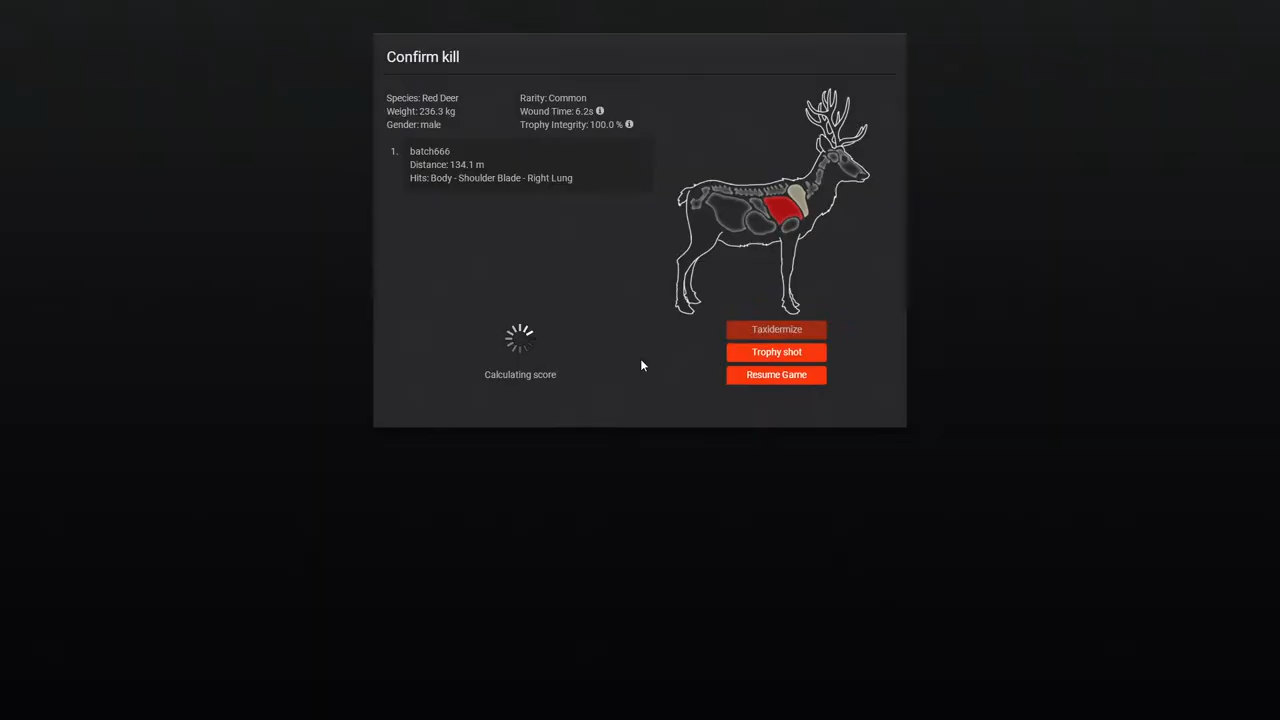 Confirm kill
Species: Red Deer
Weight: 236.3 kg
Gender: male
Rarity: Common
Wound Time: 6.2s
Trophy Integrity: 100.0 %
1. batch666
Distance: 134.1 m
Hits: Body - Shoulder Blade - Right Lung
Calculating score
Taxidermize
Trophy shot
Resume Game